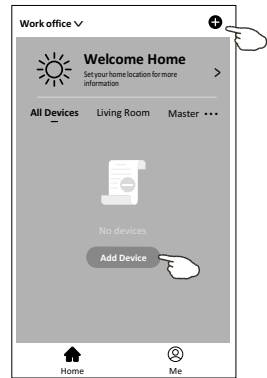 Work office
Welcome Home
Set your home location for more
information
All Devices Living Room Master ...
No devices
Add Device
Home Me